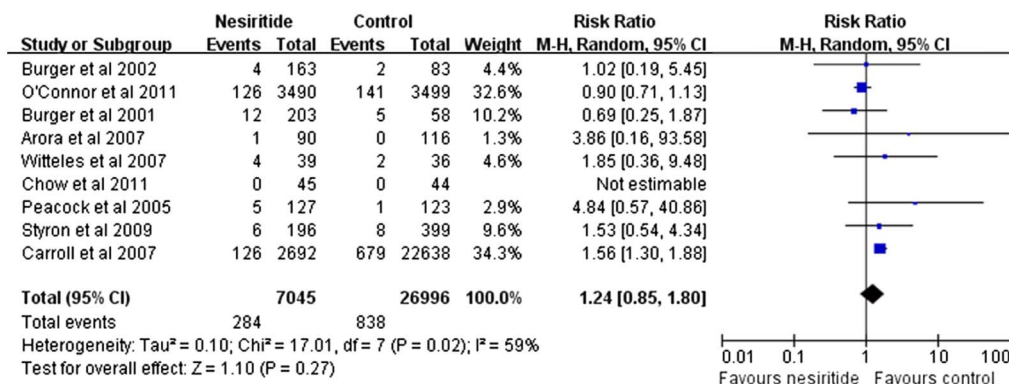 Nesiritide Control Risk Ratio Risk Ratio
Study or Subgroup Events Total Events Total Weight M-H, Random, 95% CI M-H, Random, 95% CI
Burger et al 2002 4 163 2 83 4.4% 1.02 [0.19, 5.45]
O'Connor et al 2011 126 3490 141 3499 32.6% 0.90 [0.71, 1.13]
Burger et al 2001 12 203 5 58 10.2% 0.69 [0.25, 1.87]
Arora et al 2007 1 90 0 116 1.3% 3.86 [0.16, 93.58]
Witteles et al 2007 4 39 2 36 4.6% 1.85 [0.36, 9.48]
Chow et al 2011 0 45 0 44 Not estimable
Peacock et al 2005 5 127 1 123 2.9% 4.84 [0.57, 40.86]
Styron et al 2009 6 196 8 399 9.6% 1.53 [0.54, 4.34]
Carroll et al 2007 126 2692 679 22638 34.3% 1.56 [1.30, 1.88]
Total (95% CI) 7045 26996 100.0% 1.24 [0.85, 1.80]
Total events 284 838
Heterogeneity: Tau² = 0.10; Chi² = 17.01, df = 7 (P = 0.02); I² = 59%
Test for overall effect: Z = 1.10 (P = 0.27)
0.01 0.1 1 10 100
Favours nesiritide Favours control